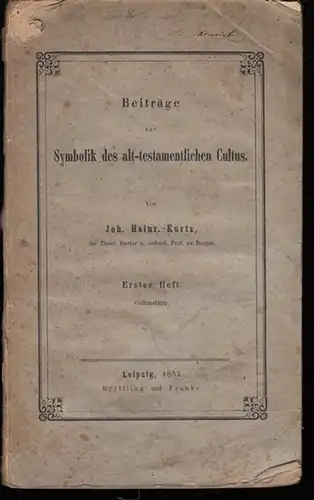 Beiträge
zur
Symbolik des alt-testamentlichen Cultus.
Von
Joh. Heinr. Kurtz,
der Theol. Doctor u. ordentl. Prof. zu Dorpat.
Erstes Heft
Cultusstätte.
Leipzig, 1851.
Dörffling und Franke